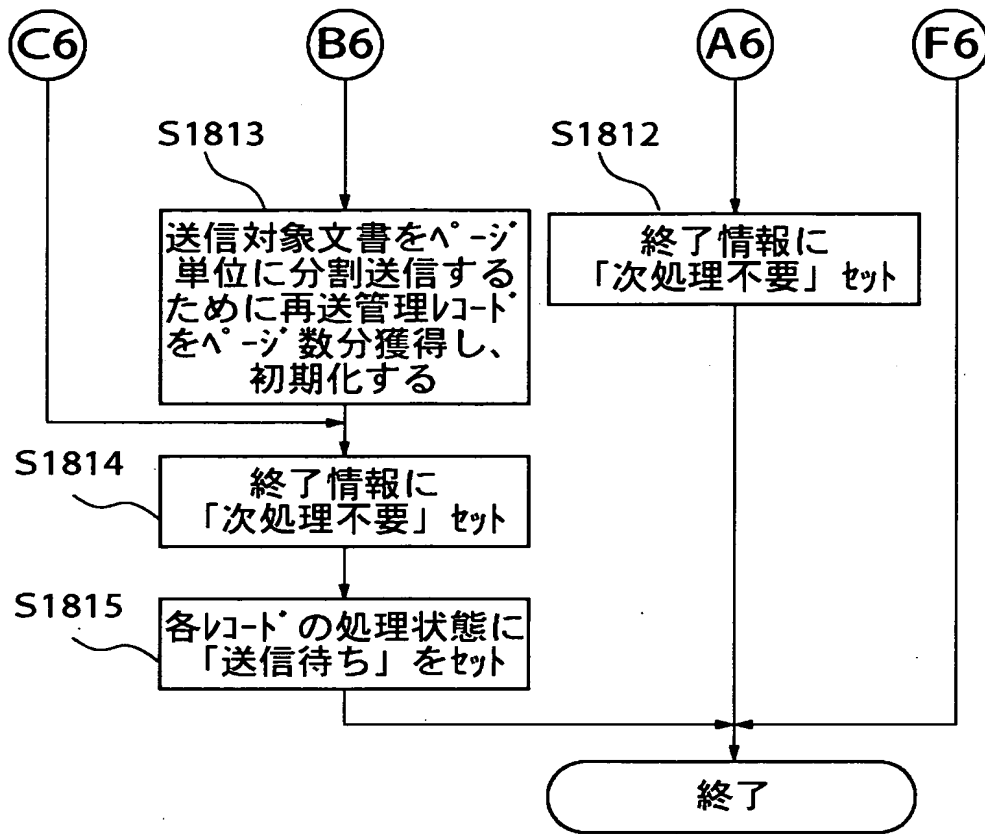 C6
B6
A6
F6
S1813
S1812
送信対象文書をﾍﾟｰｼﾞ
単位に分割送信する
ために再送管理ﾚｺｰﾄﾞ
をﾍﾟｰｼﾞ数分獲得し、
初期化する
終了情報に
「次処理不要」ｾｯﾄ
S1814
終了情報に
「次処理不要」ｾｯﾄ
S1815
各ﾚｺｰﾄﾞの処理状態に
「送信待ち」をｾｯﾄ
終了